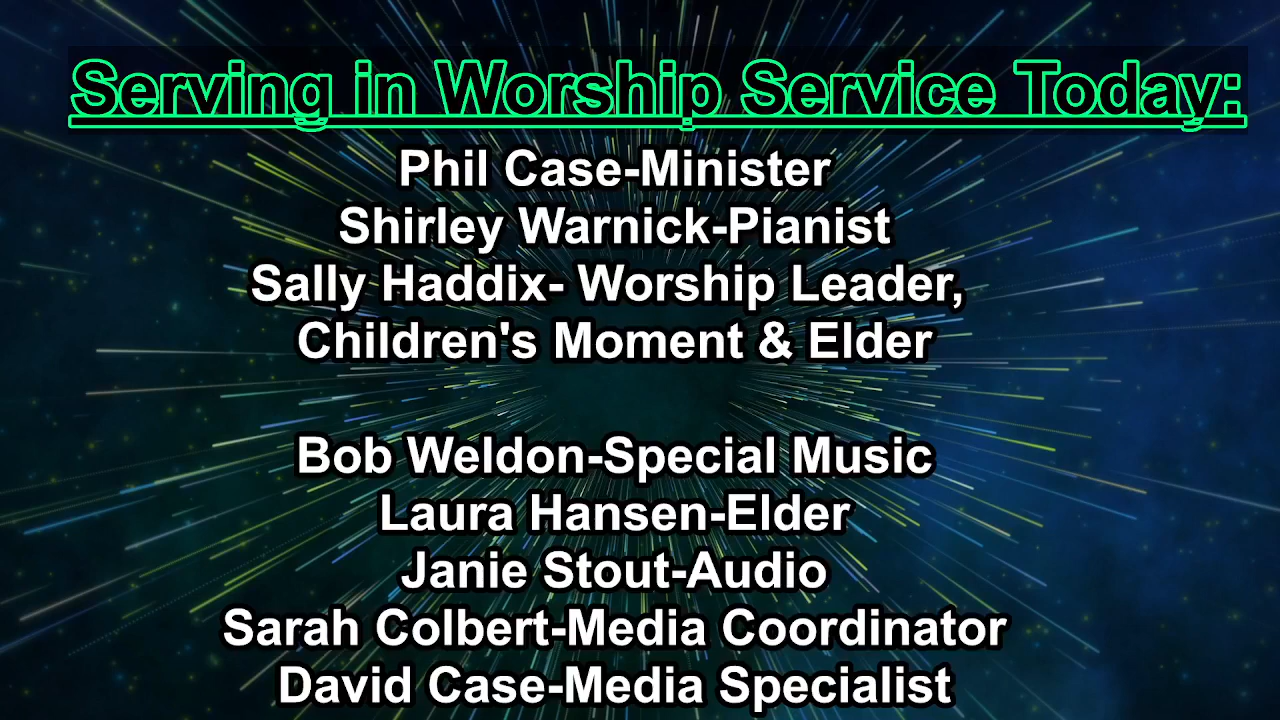 Serving in Worship Service Today:
Phil Case-Minister
Shirley Warnick-Pianist
Sally Haddix- Worship Leader,
Children's Moment & Elder
Bob Weldon-Special Music
Laura Hansen-Elder
Janie Stout-Audio
Sarah Colbert-Media Coordinator
David Case-Media Specialist